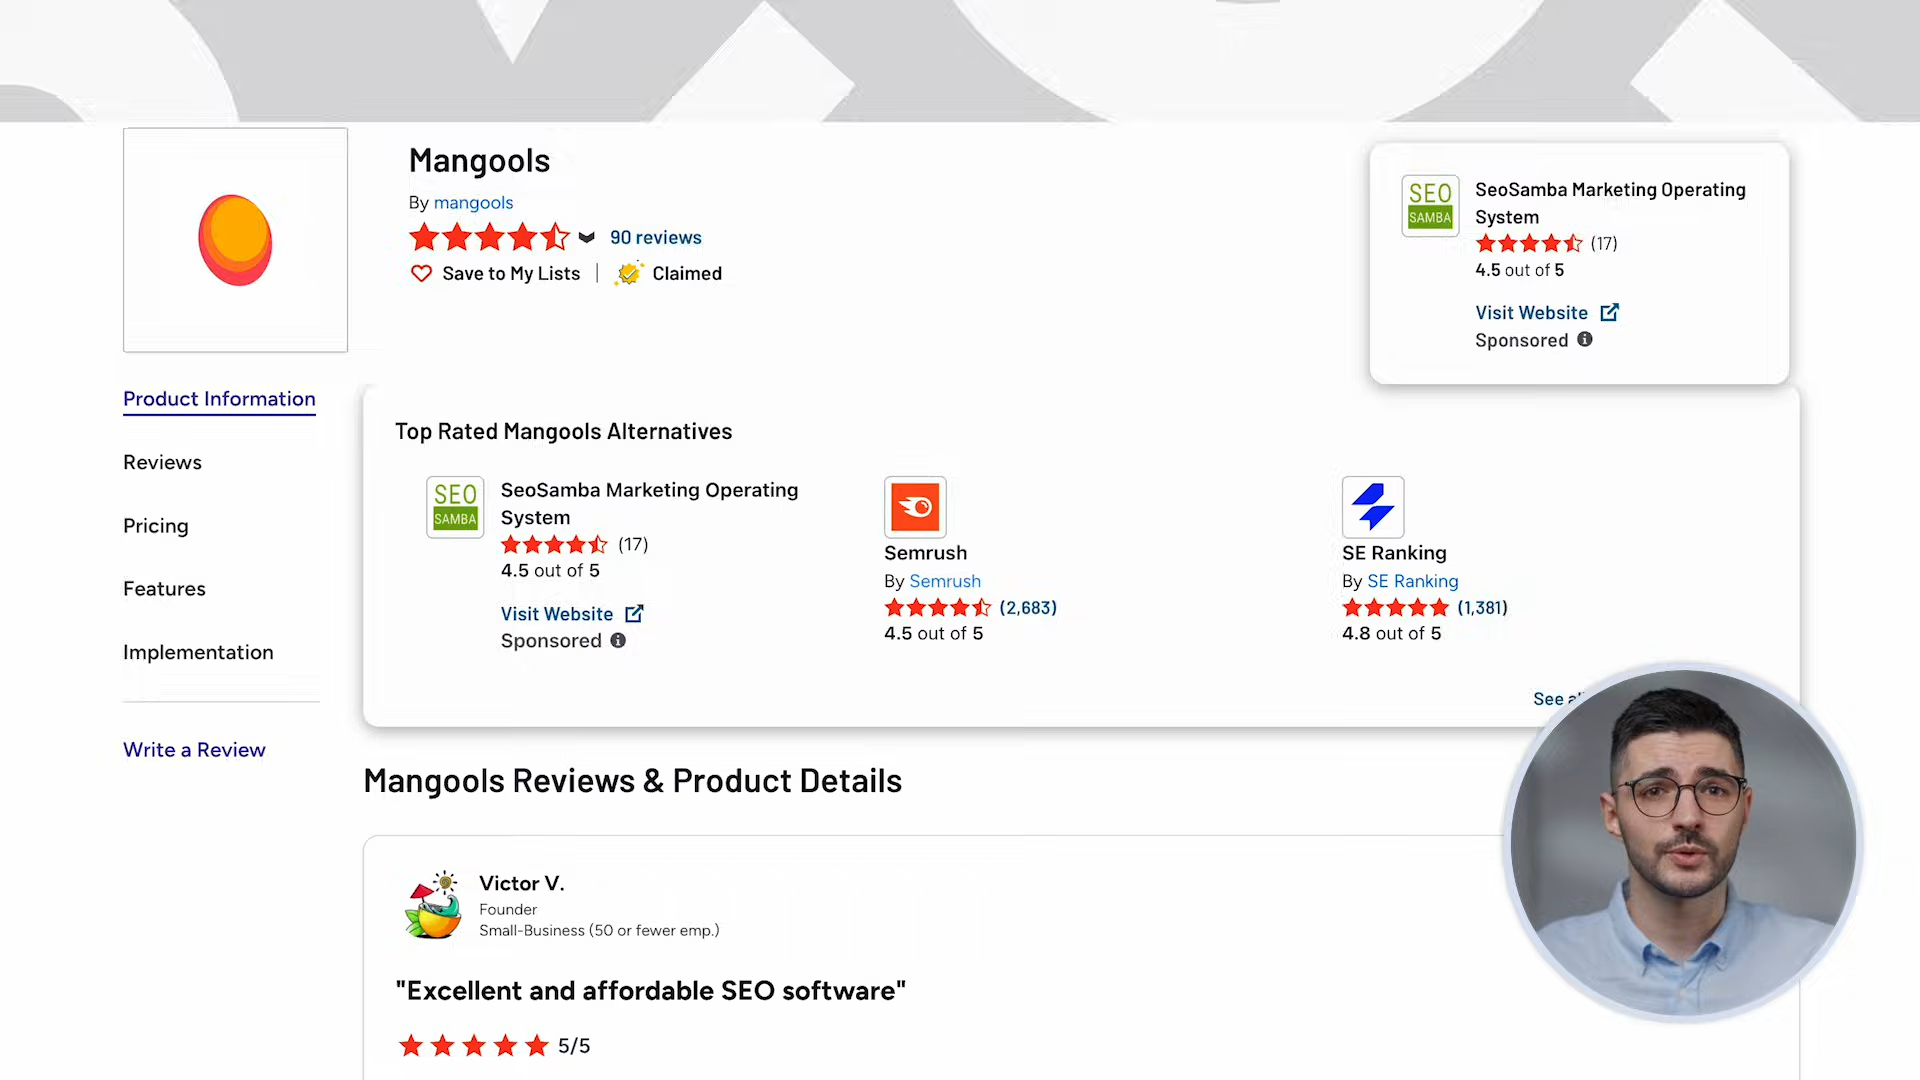 Mangools
By mangools
90 reviews
Save to My Lists
Claimed
SEO
SAMBA
SeoSamba Marketing Operating
System
(17)
4.5 out of 5
Visit Website
Sponsored
Product Information
Reviews
Pricing
Features
Implementation
Write a Review
Top Rated Mangools Alternatives
SEO
SAMBA
SeoSamba Marketing Operating
System
(17)
4.5 out of 5
Visit Website
Sponsored
Semrush
By Semrush
(2,683)
4.5 out of 5
SE Ranking
By SE Ranking
(1,381)
4.8 out of 5
See
Mangools Reviews & Product Details
Victor V.
Founder
Small-Business (50 or fewer emp.)
"Excellent and affordable SEO software"
5/5